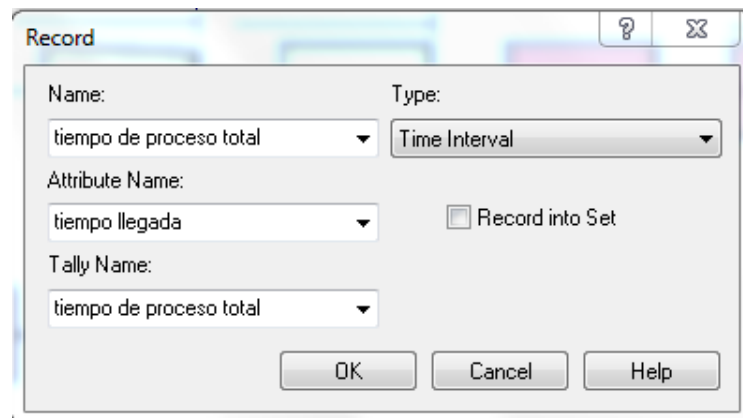 Record
Name: Type:
tiempo de proceso total Time Interval
Attribute Name:
tiempo llegada Record into Set
Tally Name:
tiempo de proceso total
OK Cancel Help